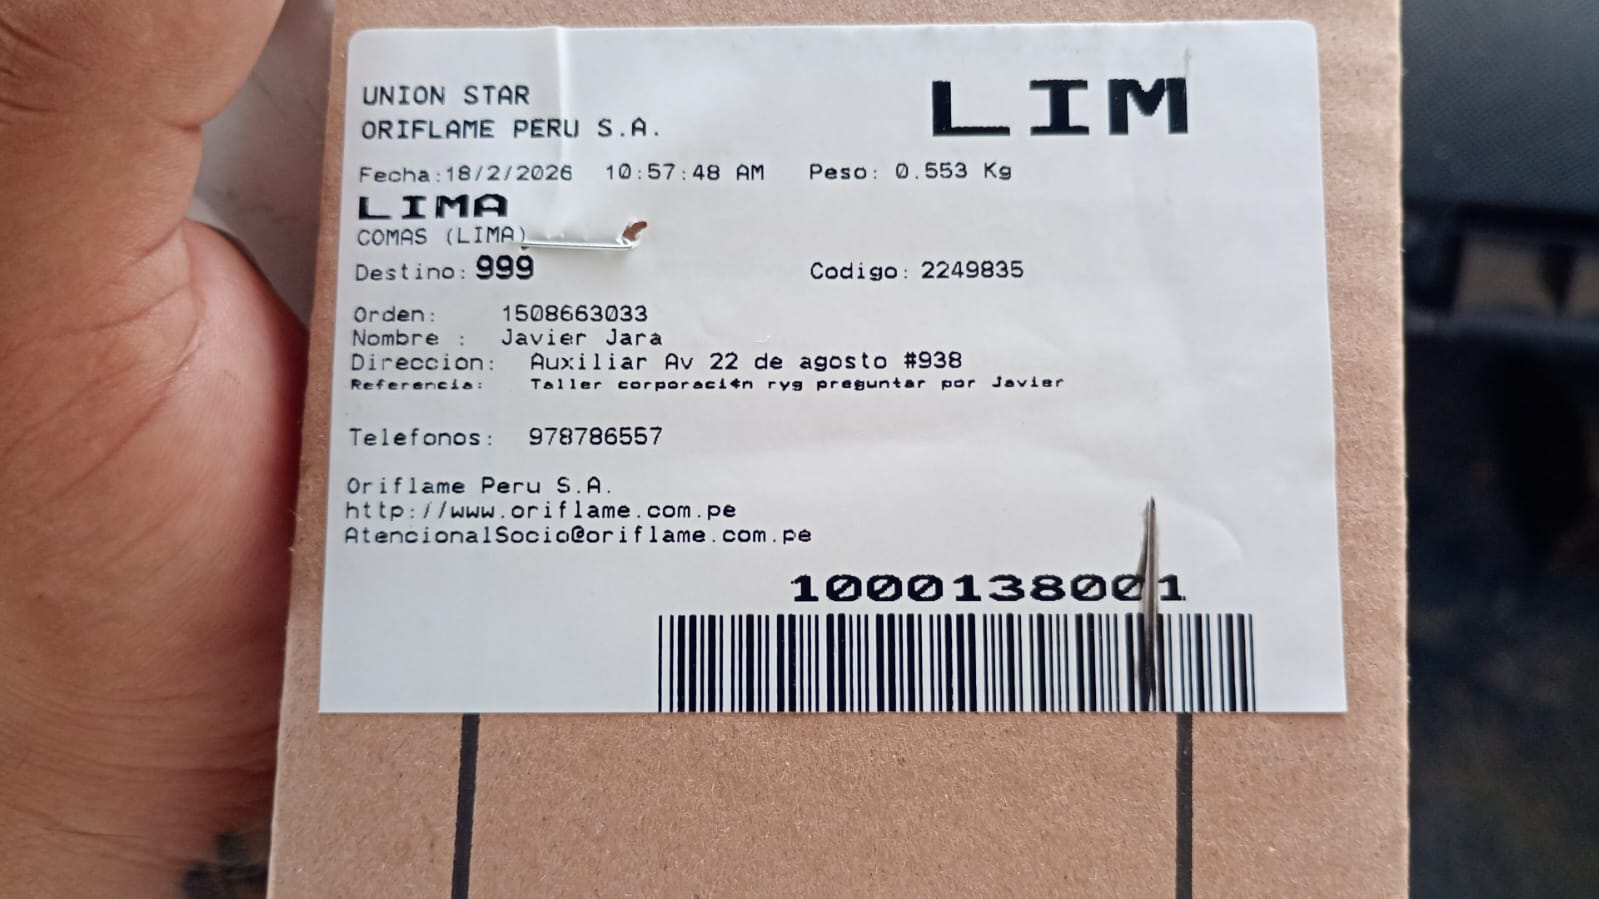 UNION STAR
ORIFLAME PERU S.A.
LIM
Fecha:18/2/2026 10:57:48 AM Peso: 0.553 Kg
LIMA
COMAS (LIMA)
Destino: 999 Codigo: 2249835
Orden: 1508663033
Nombre : Javier Jara
Direccion: Auxiliar Av 22 de agosto #938
Referencia: Taller corporaci¢n ryg preguntar por Javier
Telefonos: 978786557
Oriflame Peru S.A.
http://www.oriflame.com.pe
AtencionalSocio@oriflame.com.pe
1000138001